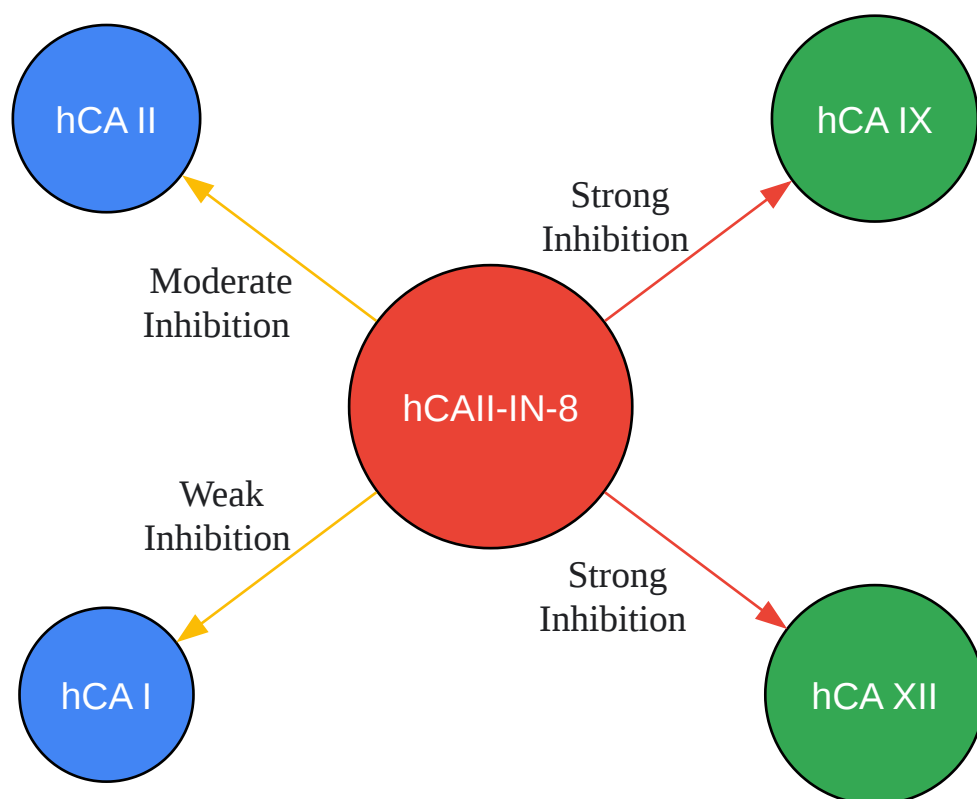 hCA II
hCA IX
Strong
Inhibition
Moderate
Inhibition
hCAII-IN-8
Weak
Inhibition
Strong
Inhibition
hCA I
hCA XII